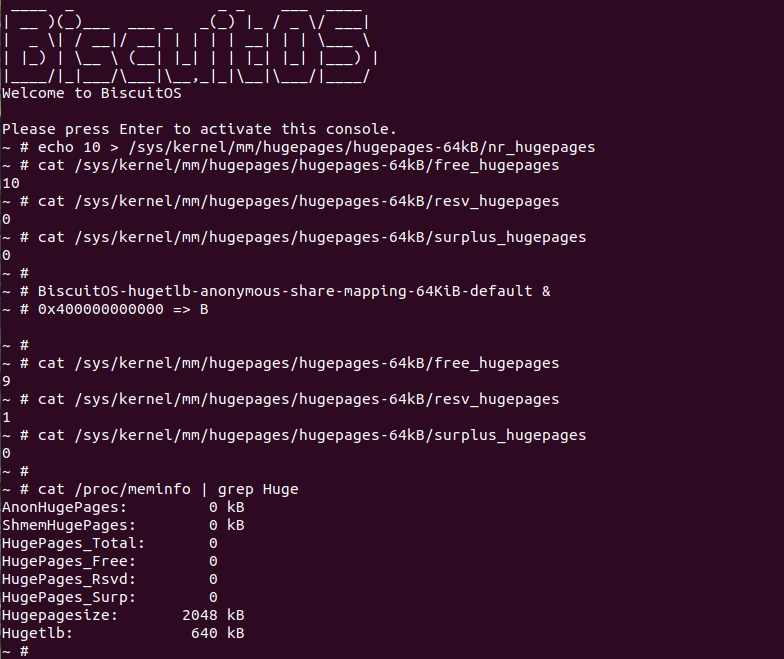 ____  _                _ _    ___  ____
| __ )(_)___  ___ _   _(_) |_ / _ \/ ___|
|  _ \| / __|/ __| | | | | __| | | \___ \
| |_) | \__ \ (__| |_| | | |_| |_| |___) |
|____/|_|___/\___|\__,_|_|\__|\___/|____/
Welcome to BiscuitOS
Please press Enter to activate this console.
~ # echo 10 > /sys/kernel/mm/hugepages/hugepages-64kB/nr_hugepages
~ # cat /sys/kernel/mm/hugepages/hugepages-64kB/free_hugepages
10
~ # cat /sys/kernel/mm/hugepages/hugepages-64kB/resv_hugepages
0
~ # cat /sys/kernel/mm/hugepages/hugepages-64kB/surplus_hugepages
0
~ #
~ # BiscuitOS-hugetlb-anonymous-share-mapping-64KiB-default &
~ # 0x400000000000 => B
~ #
~ # cat /sys/kernel/mm/hugepages/hugepages-64kB/free_hugepages
9
~ # cat /sys/kernel/mm/hugepages/hugepages-64kB/resv_hugepages
1
~ # cat /sys/kernel/mm/hugepages/hugepages-64kB/surplus_hugepages
0
~ #
~ # cat /proc/meminfo | grep Huge
AnonHugePages:         0 kB
ShmemHugePages:        0 kB
HugePages_Total:       0
HugePages_Free:        0
HugePages_Rsvd:        0
HugePages_Surp:        0
Hugepagesize:       2048 kB
Hugetlb:             640 kB
~ #